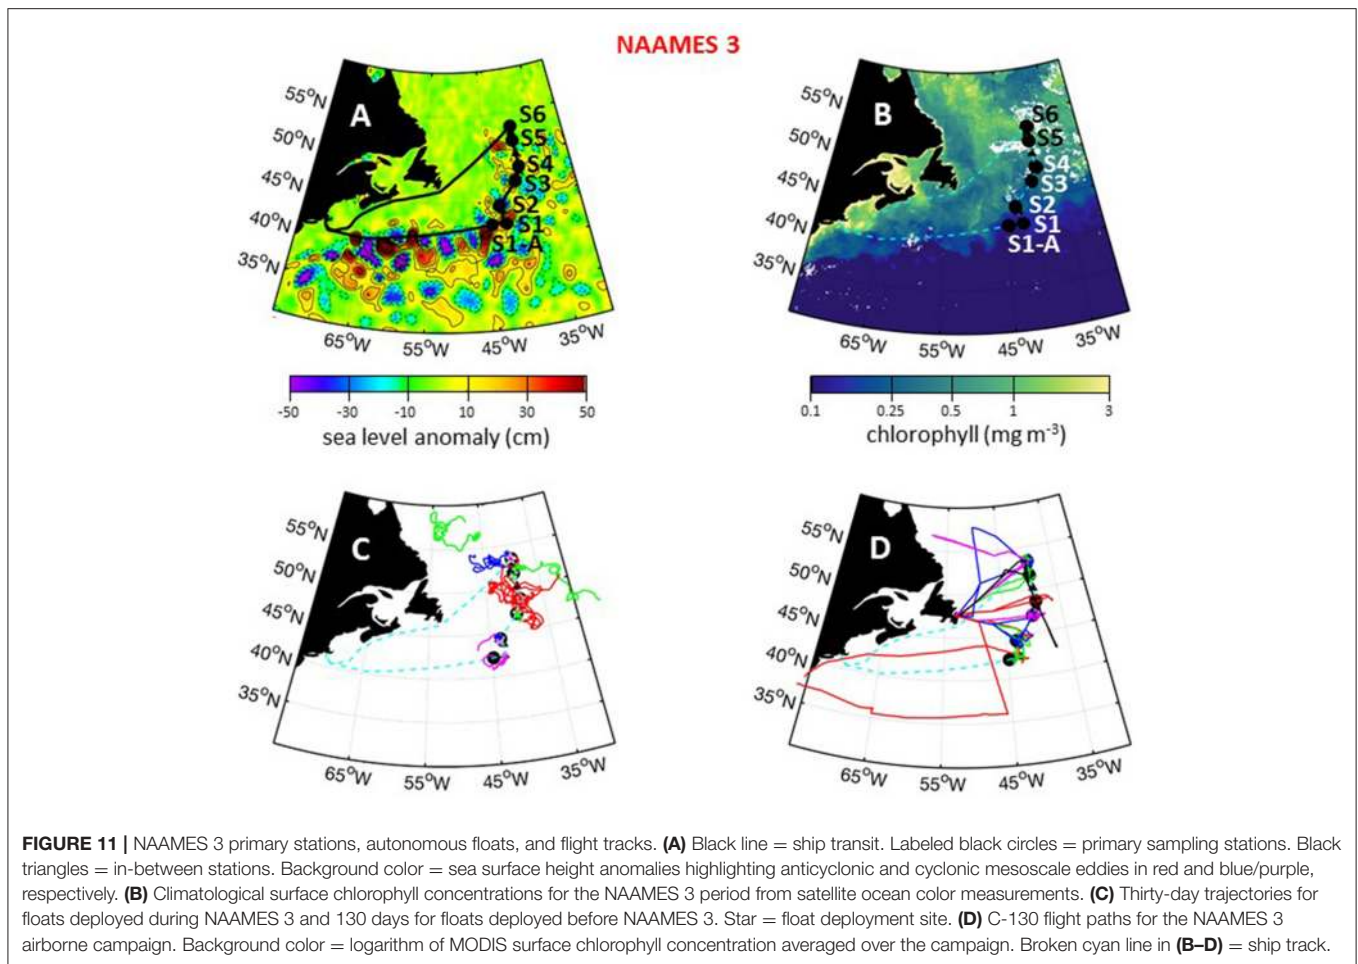 NAAMES 3
A
55°N
50°N
45°N
40°N
35°N
65°W
55°W
45°W
35°W
S6
S5
S4
S3
S2
S1
S1-A
-50 -30 -10 10 30 50
sea level anomaly (cm)
B
55°N
50°N
45°N
40°N
35°N
65°W
55°W
45°W
35°W
S6
S5
S4
S3
S2
S1
S1-A
0.1 0.25 0.5 1 3
chlorophyll (mg m⁻³)
C
55°N
50°N
45°N
40°N
35°N
65°W
55°W
45°W
35°W
D
55°N
50°N
45°N
40°N
35°N
65°W
55°W
45°W
35°W
FIGURE 11 | NAAMES 3 primary stations, autonomous floats, and flight tracks. (A) Black line = ship transit. Labeled black circles = primary sampling stations. Black
triangles = in-between stations. Background color = sea surface height anomalies highlighting anticyclonic and cyclonic mesoscale eddies in red and blue/purple,
respectively. (B) Climatological surface chlorophyll concentrations for the NAAMES 3 period from satellite ocean color measurements. (C) Thirty-day trajectories for
floats deployed during NAAMES 3 and 130 days for floats deployed before NAAMES 3. Star = float deployment site. (D) C-130 flight paths for the NAAMES 3
airborne campaign. Background color = logarithm of MODIS surface chlorophyll concentration averaged over the campaign. Broken cyan line in (B–D) = ship track.